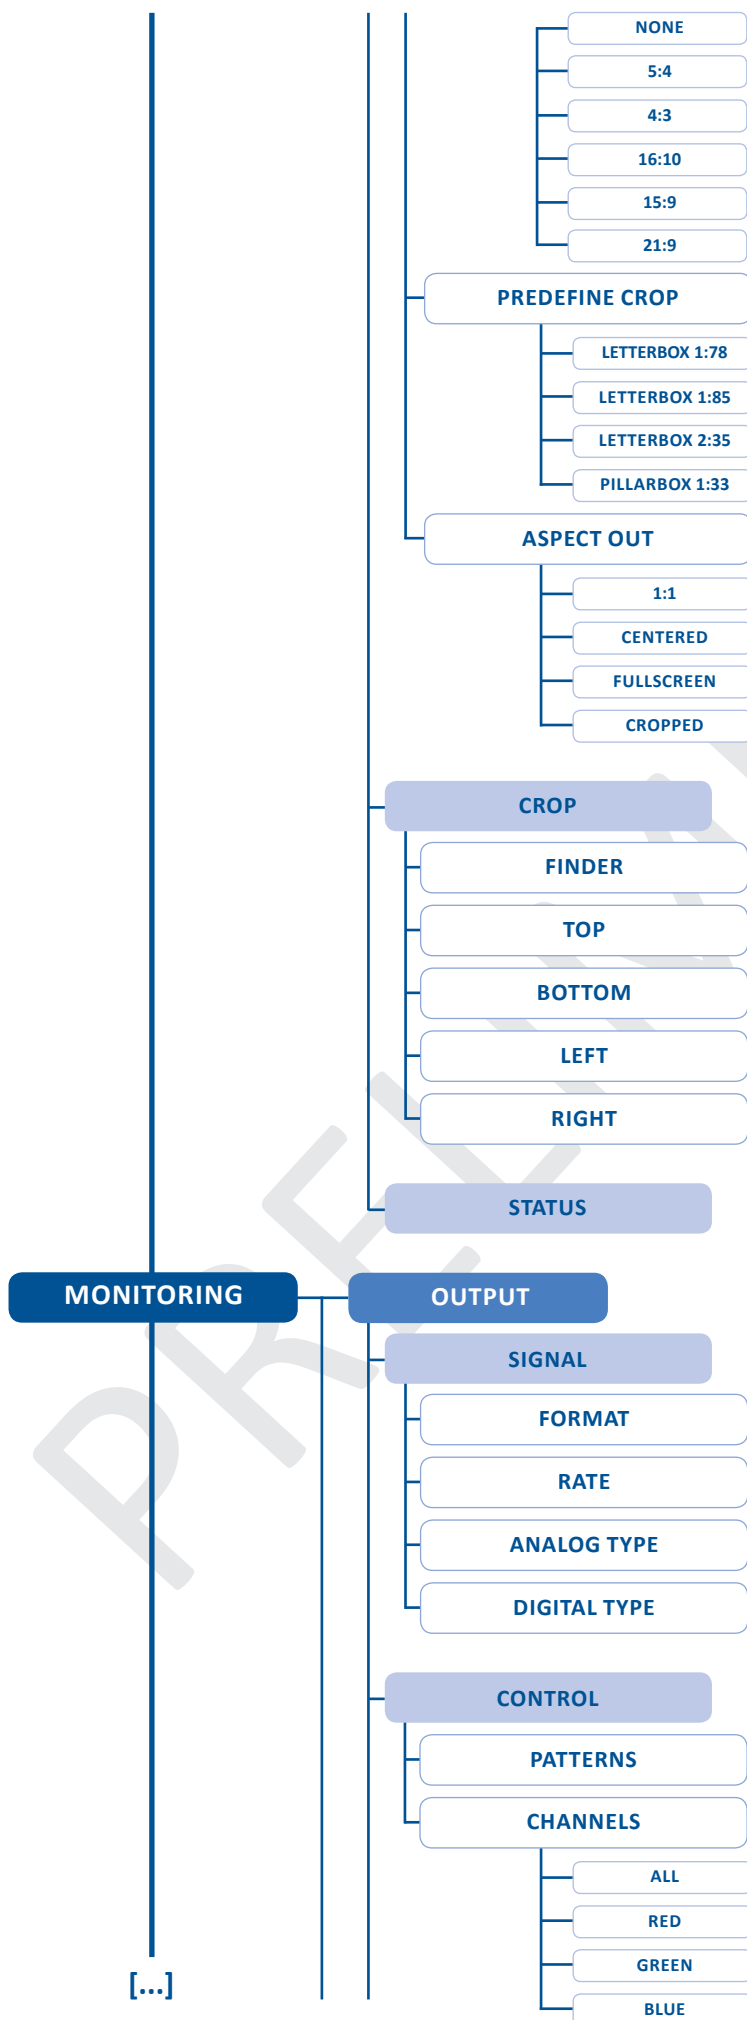 NONE
5:4
4:3
16:10
15:9
21:9
PREDEFINE CROP
LETTERBOX 1:78
LETTERBOX 1:85
LETTERBOX 2:35
PILLARBOX 1:33
ASPECT OUT
1:1
CENTERED
FULLSCREEN
CROPPED
CROP
FINDER
TOP
BOTTOM
LEFT
RIGHT
STATUS
MONITORING
OUTPUT
SIGNAL
FORMAT
RATE
ANALOG TYPE
DIGITAL TYPE
CONTROL
PATTERNS
CHANNELS
ALL
RED
GREEN
BLUE
[...]